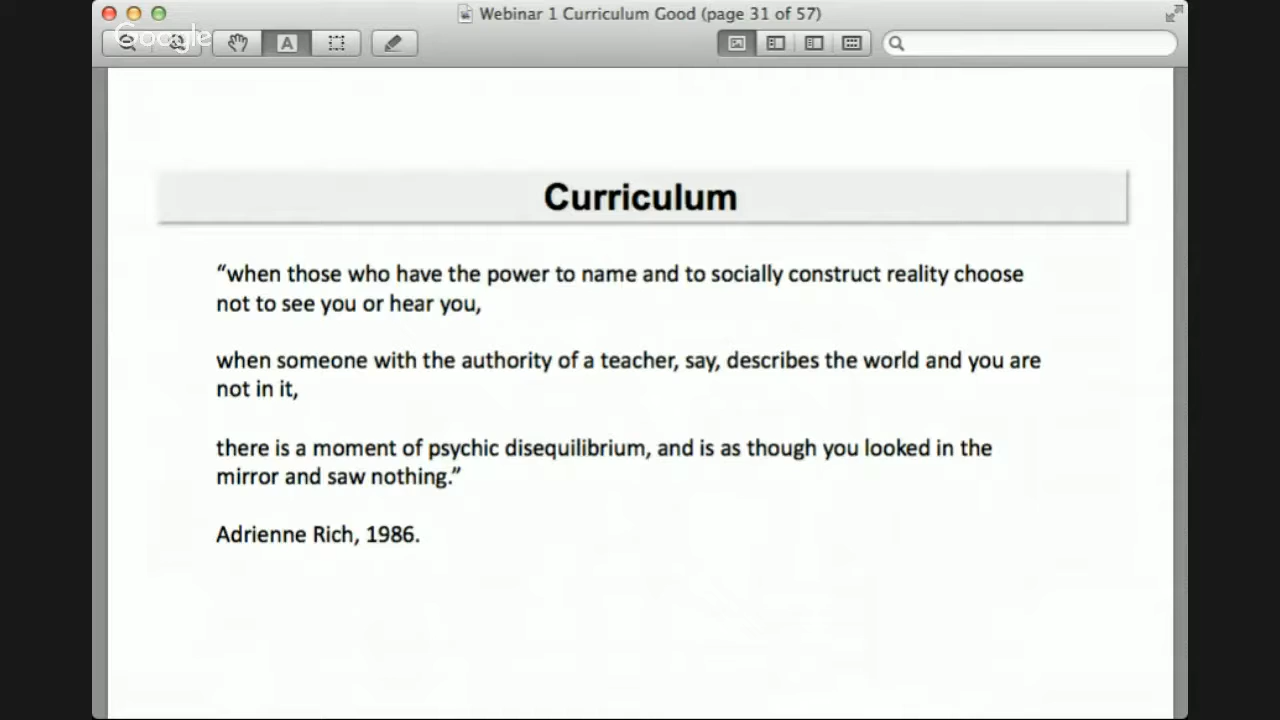 Webinar 1 Curriculum Good (page 31 of 57)
Google
A
Curriculum
“when those who have the power to name and to socially construct reality choose
not to see you or hear you,
when someone with the authority of a teacher, say, describes the world and you are
not in it,
there is a moment of psychic disequilibrium, and is as though you looked in the
mirror and saw nothing.”
Adrienne Rich, 1986.